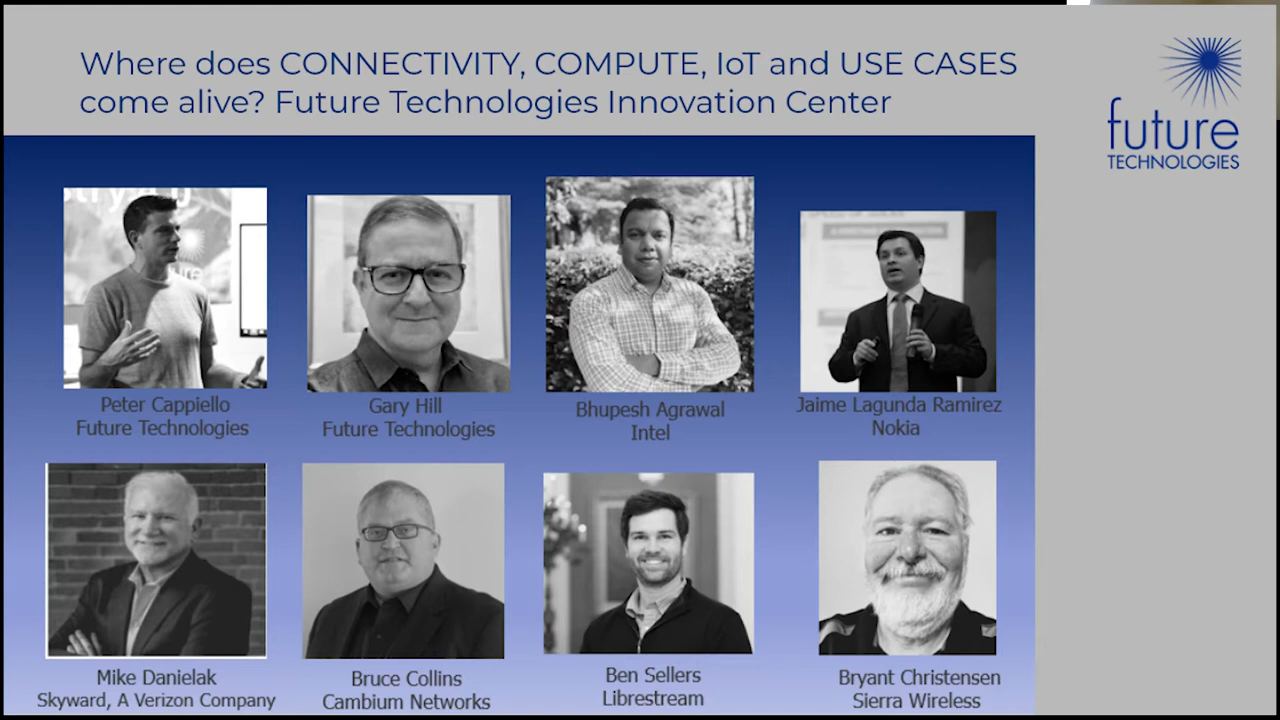 Where does CONNECTIVITY, COMPUTE, IoT and USE CASES
come alive? Future Technologies Innovation Center
future
TECHNOLOGIES
Peter Cappiello
Future Technologies
Gary Hill
Future Technologies
Bhupesh Agrawal
Intel
Jaime Lagunda Ramirez
Nokia
Mike Danielak
Skyward, A Verizon Company
Bruce Collins
Cambium Networks
Ben Sellers
Librestream
Bryant Christensen
Sierra Wireless